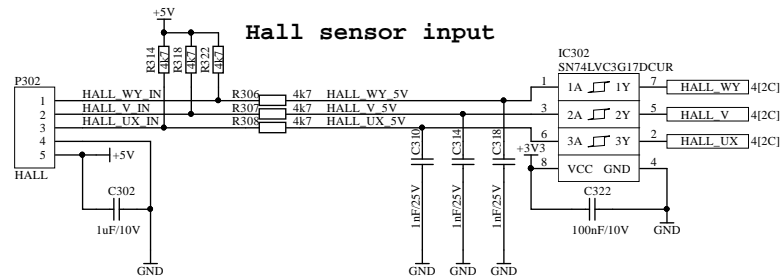 +5V
Hall sensor input
R314
4k7
R318
4k7
R322
4k7
IC302
SN74LVC3G17DCUR
P302
1
2
3
4
5
HALL
HALL_WY_IN
HALL_V_IN
HALL_UX_IN
R306
R307
R308
4k7
4k7
4k7
HALL_WY_5V
HALL_V_5V
HALL_UX_5V
1
3
6
8
1A
1Y
2A
2Y
3A
3Y
VCC
GND
7
5
2
4
HALL_WY
4[2C]
HALL_V
4[2C]
HALL_UX
4[2C]
+5V
C302
1uF/10V
GND
C310
1nF/25V
C314
1nF/25V
C318
1nF/25V
GND
GND
GND
+3V3
C322
100nF/10V
GND